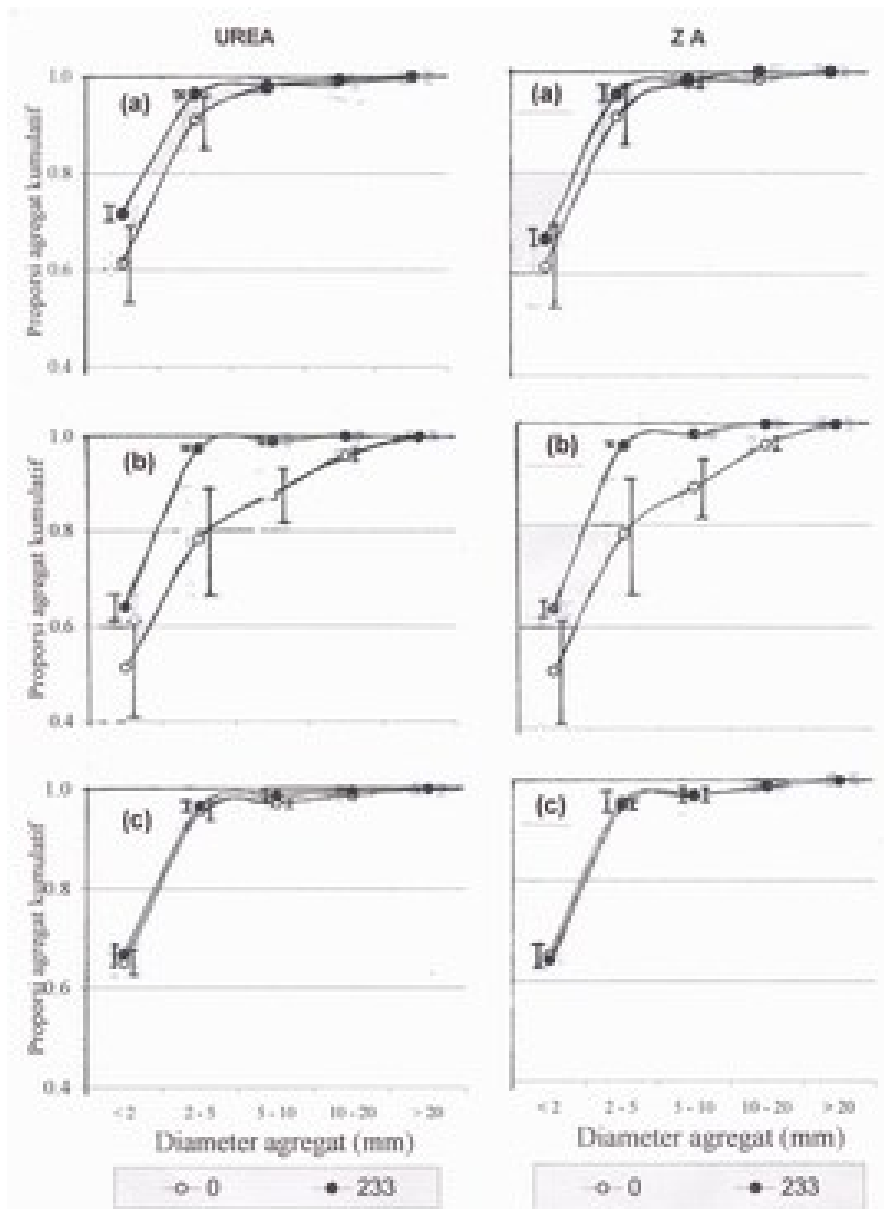 UREA
Z A
Proporsi agregat kumulatif
1.0
0.8
0.6
0.4
(a)
(a)
Proporsi agregat kumulatif
1.0
0.8
0.6
0.4
(b)
(b)
Proporsi agregat kumulatif
1.0
0.8
0.6
0.4
(c)
(c)
< 2 2 - 5 5 - 10 10 - 20 > 20
Diameter agregat (mm)
< 2 2 - 5 5 - 10 10 - 20 > 20
Diameter agregat (mm)
0 233
0 233